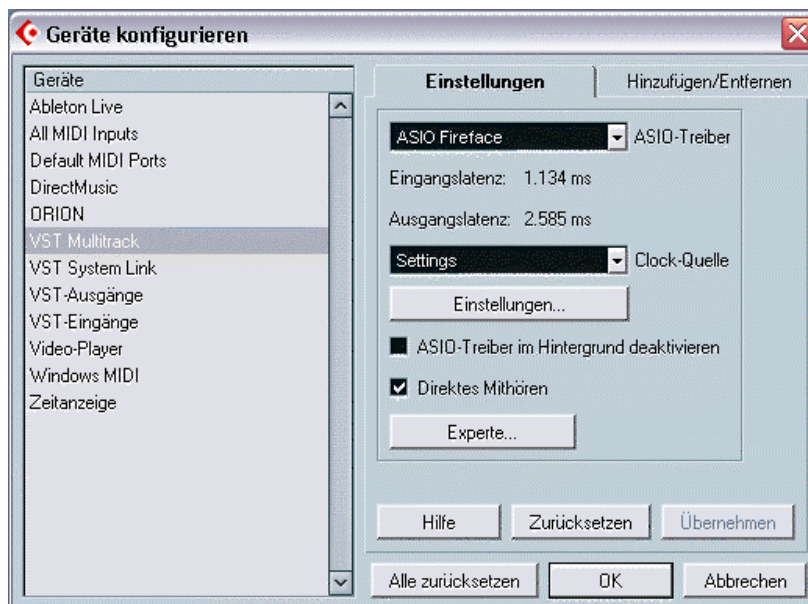 Geräte konfigurieren
Geräte
Ableton Live
All MIDI Inputs
Default MIDI Ports
DirectMusic
ORION
VST Multitrack
VST System Link
VST-Ausgänge
VST-Eingänge
Video-Player
Windows MIDI
Zeitanzeige
Einstellungen
Hinzufügen/Entfernen
ASIO Fireface ASIO-Treiber
Eingangslatenz: 1.134 ms
Ausgangslatenz: 2.585 ms
Settings Clock-Quelle
Einstellungen...
ASIO-Treiber im Hintergrund deaktivieren
Direktes Mithören
Experte...
Hilfe Zurücksetzen Übernehmen
Alle zurücksetzen OK Abbrechen